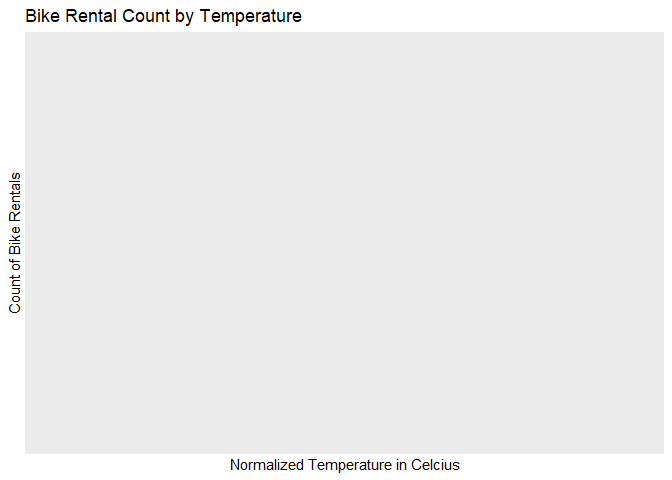 Bike Rental Count by Temperature
Count of Bike Rentals
Normalized Temperature in Celcius